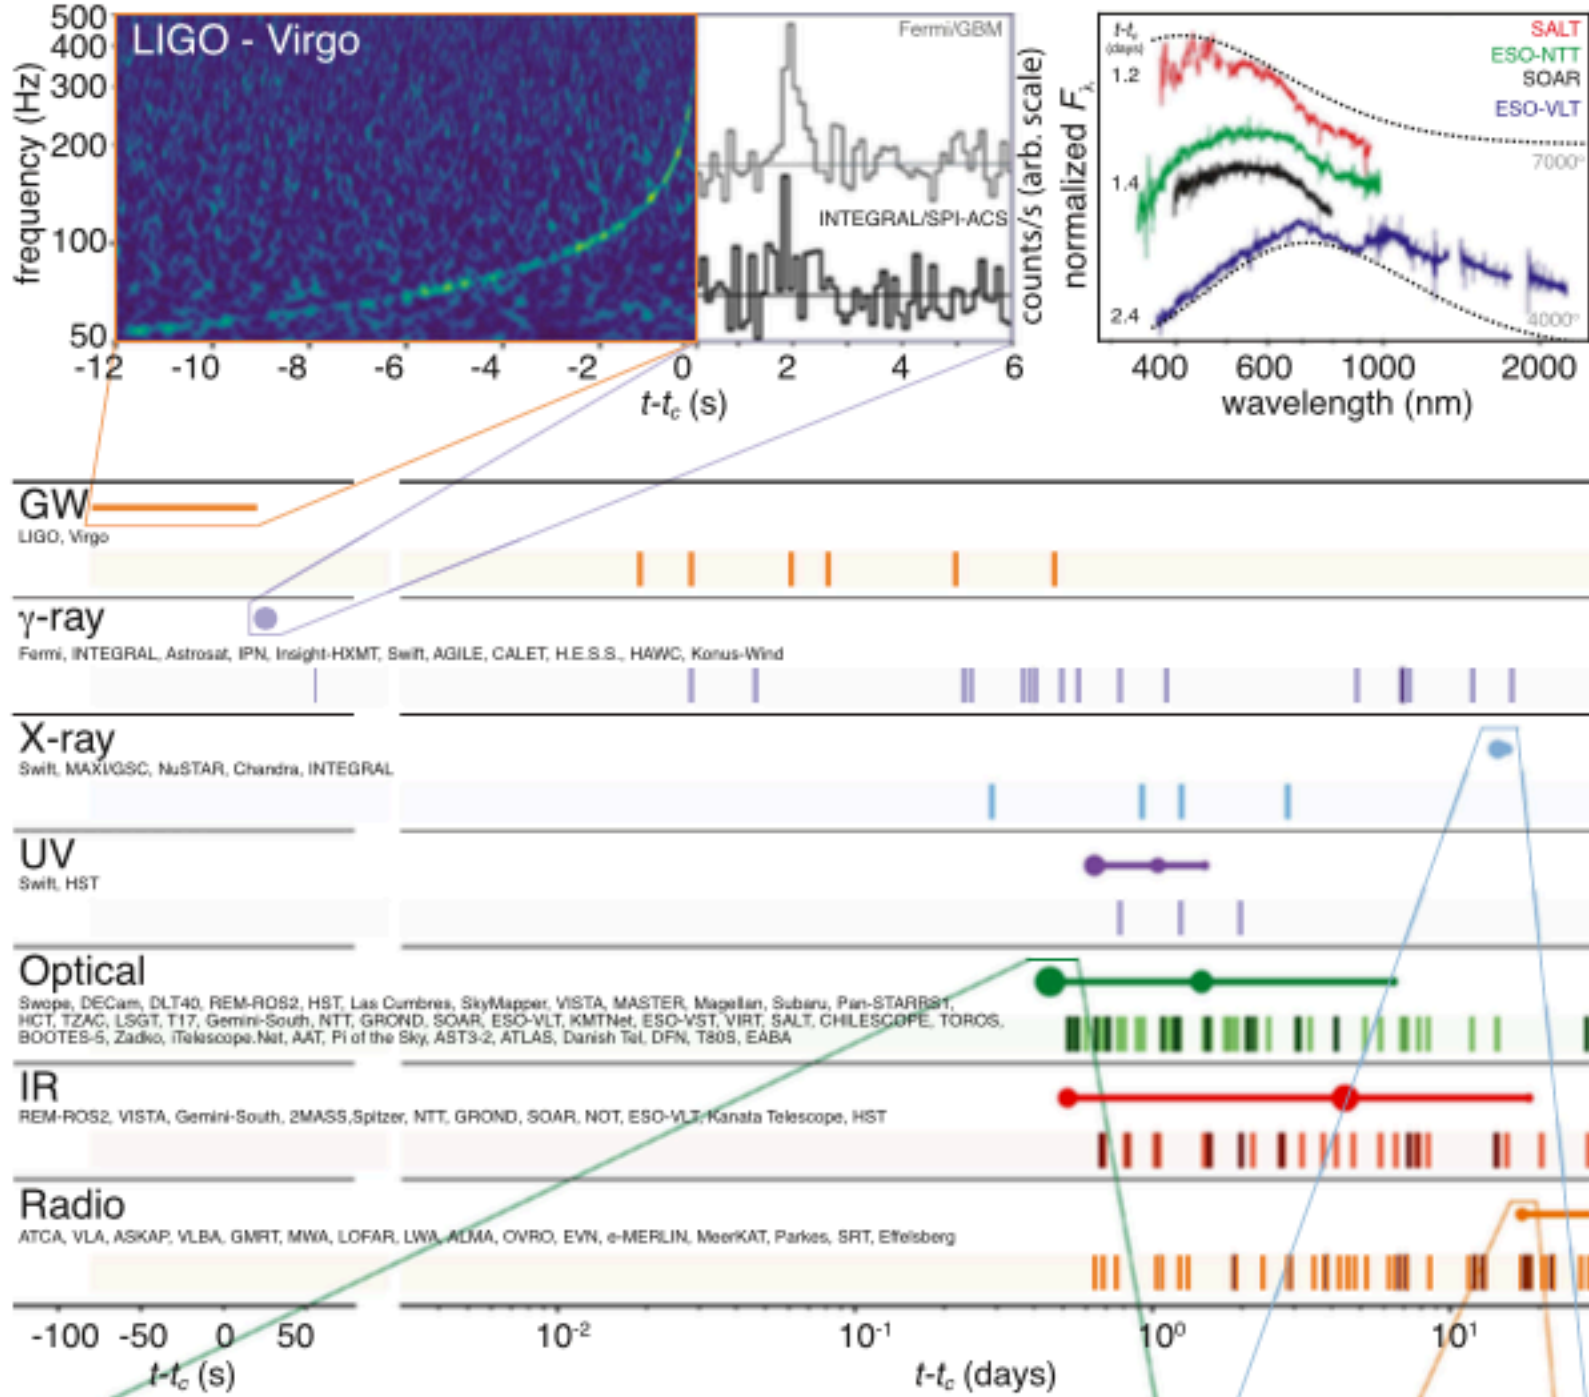 LIGO - Virgo
500
400
300
200
100
50
frequency (Hz)
-12 -10 -8 -6 -4 -2 0 2 4 6
t-tc (s)
Fermi/GBM
INTEGRAL/SPI-ACS
counts/s (arb. scale)
normalized Fλ
t-tc
(days)
1.2
1.4
2.4
SALT
ESO-NTT
SOAR
ESO-VLT
7000°
4000°
400 600 1000 2000
wavelength (nm)
GW
LIGO, Virgo
γ-ray
Fermi, INTEGRAL, Astrosat, IPN, Insight-HXMT, Swift, AGILE, CALET, H.E.S.S., HAWC, Konus-Wind
X-ray
Swift, MAXI/GSC, NuSTAR, Chandra, INTEGRAL
UV
Swift, HST
Optical
Swope, DECam, DLT40, REM-ROS2, HST, Las Cumbres, SkyMapper, VISTA, MASTER, Magellan, Subaru, Pan-STARRS1,
HCT, TZAC, LSGT, T17, Gemini-South, NTT, GROND, SOAR, ESO-VLT, KMTNet, ESO-VST, VIRT, SALT, CHILESCOPE, TOROS,
BOOTES-5, Zadko, iTelescope.Net, AAT, Pi of the Sky, AST3-2, ATLAS, Danish Tel, DFN, T80S, EABA
IR
REM-ROS2, VISTA, Gemini-South, 2MASS,Spitzer, NTT, GROND, SOAR, NOT, ESO-VLT, Kanata Telescope, HST
Radio
ATCA, VLA, ASKAP, VLBA, GMRT, MWA, LOFAR, LWA, ALMA, OVRO, EVN, e-MERLIN, MeerKAT, Parkes, SRT, Effelsberg
-100 -50 0 50 10⁻² 10⁻¹ 10⁰ 10¹
t-tc (s) t-tc (days)